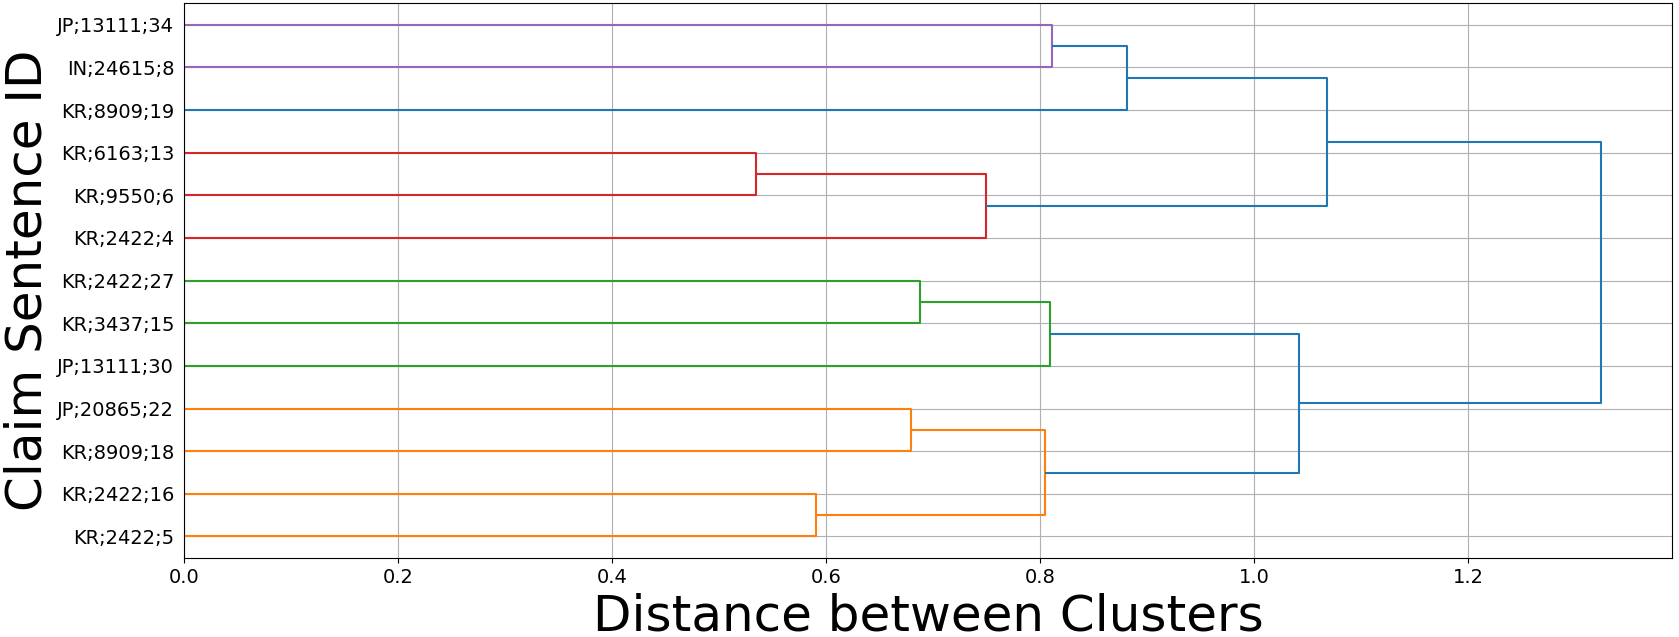 Claim Sentence ID
JP;13111;34
IN;24615;8
KR;8909;19
KR;6163;13
KR;9550;6
KR;2422;4
KR;2422;27
KR;3437;15
JP;13111;30
JP;20865;22
KR;8909;18
KR;2422;16
KR;2422;5
0.0 0.2 0.4 0.6 0.8 1.0 1.2
Distance between Clusters